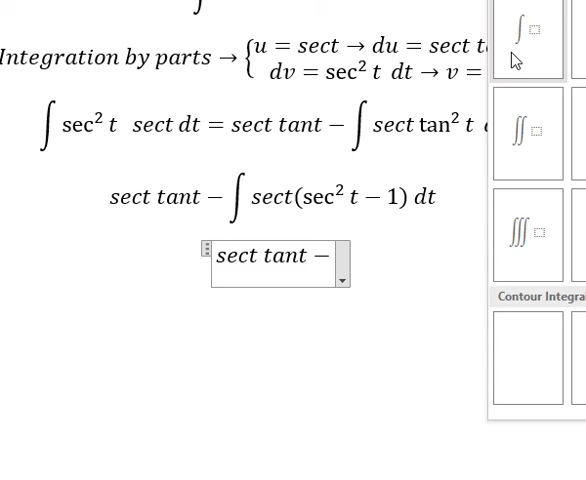 Integration by parts → { u = sect → du = sect t
dv = sec² t dt → v =
∫ sec² t sect dt = sect tant − ∫ sect tan² t
sect tant − ∫ sect(sec² t − 1) dt
sect tant −
∫
∬
∭
Contour Integra